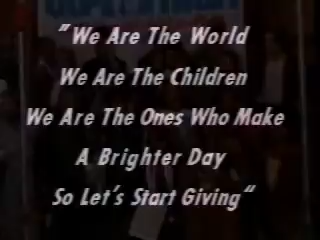 "We Are The World
We Are The Children
We Are The Ones Who Make
A Brighter Day
So Let's Start Giving"